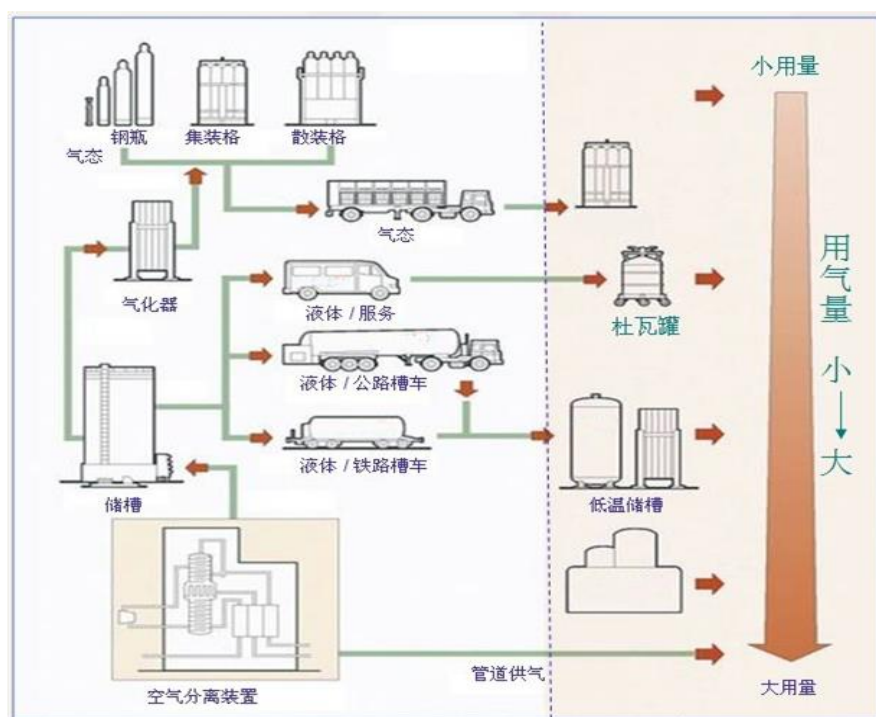 小用量
钢瓶
集装格
散装格
气态
气态
气化器
液体 / 服务
杜瓦罐
用气量 小→大
液体 / 公路槽车
液体 / 铁路槽车
储槽
低温储槽
管道供气
空气分离装置
大用量